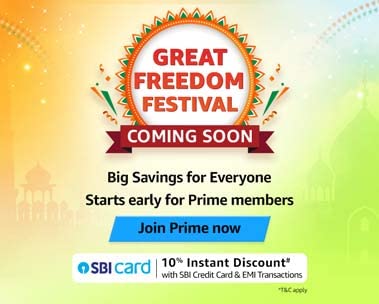 GREAT
FREEDOM
FESTIVAL
COMING SOON
Big Savings for Everyone
Starts early for Prime members
Join Prime now
SBI card
10% Instant Discount#
with SBI Credit Card & EMI Transactions
*T&C apply